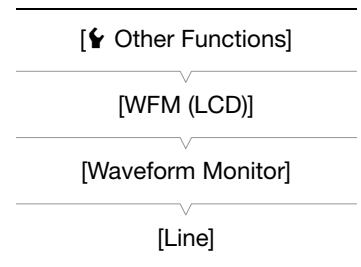 [ Other Functions]
[WFM (LCD)]
[Waveform Monitor]
[Line]